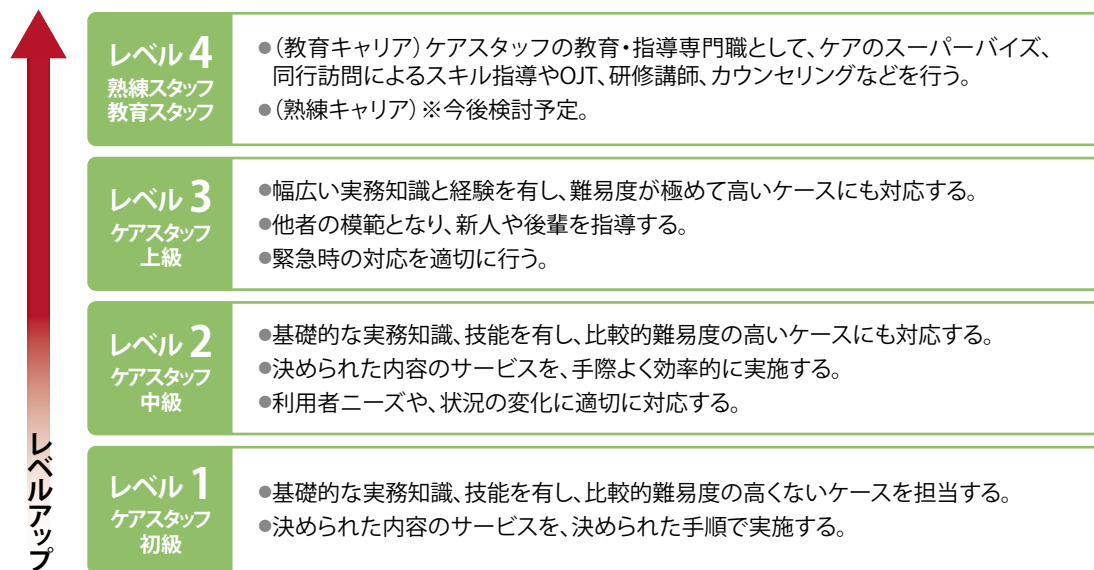 レベル 4
熟練スタッフ
教育スタッフ
●(教育キャリア)ケアスタッフの教育・指導専門職として、ケアのスーパーバイズ、
同行訪問によるスキル指導やOJT、研修講師、カウンセリングなどを行う。
●(熟練キャリア)※今後検討予定。
レベル 3
ケアスタッフ
上級
●幅広い実務知識と経験を有し、難易度が極めて高いケースにも対応する。
●他者の模範となり、新人や後輩を指導する。
●緊急時の対応を適切に行う。
レベル 2
ケアスタッフ
中級
●基礎的な実務知識、技能を有し、比較的難易度の高いケースにも対応する。
●決められた内容のサービスを、手際よく効率的に実施する。
●利用者ニーズや、状況の変化に適切に対応する。
レベル 1
ケアスタッフ
初級
●基礎的な実務知識、技能を有し、比較的難易度の高くないケースを担当する。
●決められた内容のサービスを、決められた手順で実施する。
レベルアップ